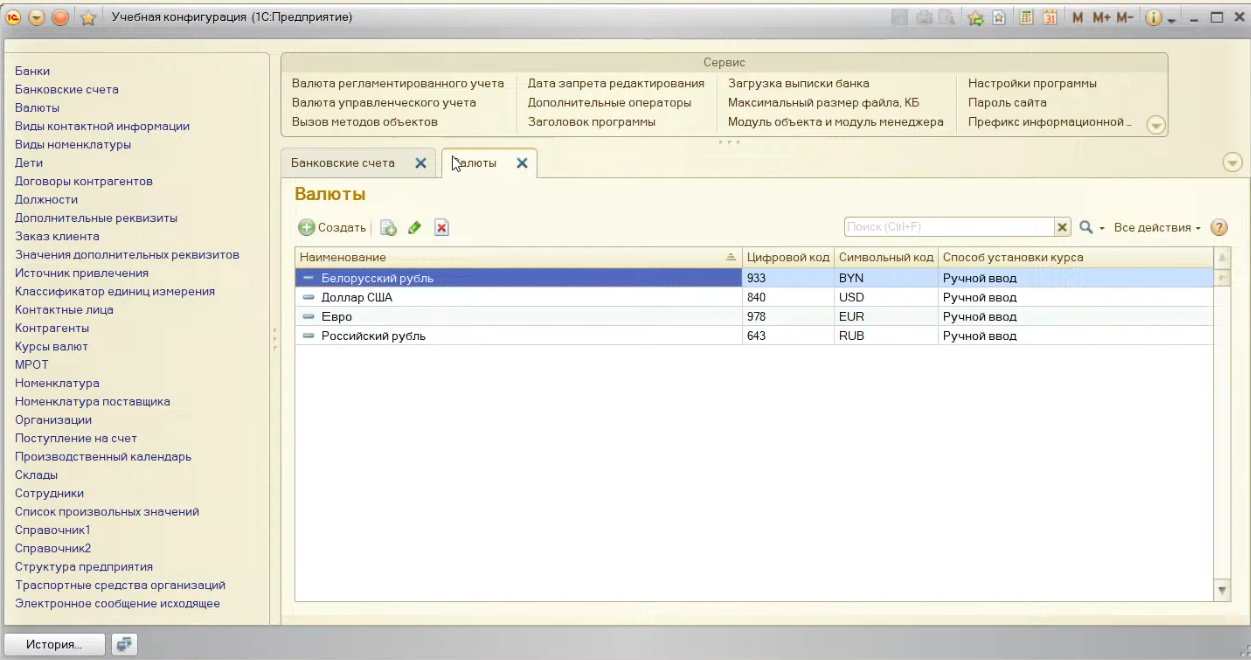 Учебная конфигурация (1С:Предприятие)
M M+ M-
Банки
Банковские счета
Валюты
Виды контактной информации
Виды номенклатуры
Дети
Договоры контрагентов
Должности
Дополнительные реквизиты
Заказ клиента
Значения дополнительных реквизитов
Источник привлечения
Классификатор единиц измерения
Контактные лица
Контрагенты
Курсы валют
МРОТ
Номенклатура
Номенклатура поставщика
Организации
Поступление на счет
Производственный календарь
Склады
Сотрудники
Список произвольных значений
Справочник1
Справочник2
Структура предприятия
Траспортные средства организаций
Электронное сообщение исходящее
Сервис
Валюта регламентированного учета Дата запрета редактирования Загрузка выписки банка Настройки программы
Валюта управленческого учета Дополнительные операторы Максимальный размер файла, КБ Пароль сайта
Вызов методов объектов Заголовок программы Модуль объекта и модуль менеджера Префикс информационной ...
Банковские счета Валюты
Валюты
Создать Поиск (Ctrl+F) Все действия
Наименование Цифровой код Символьный код Способ установки курса
Белорусский рубль 933 BYN Ручной ввод
Доллар США 840 USD Ручной ввод
Евро 978 EUR Ручной ввод
Российский рубль 643 RUB Ручной ввод
История...